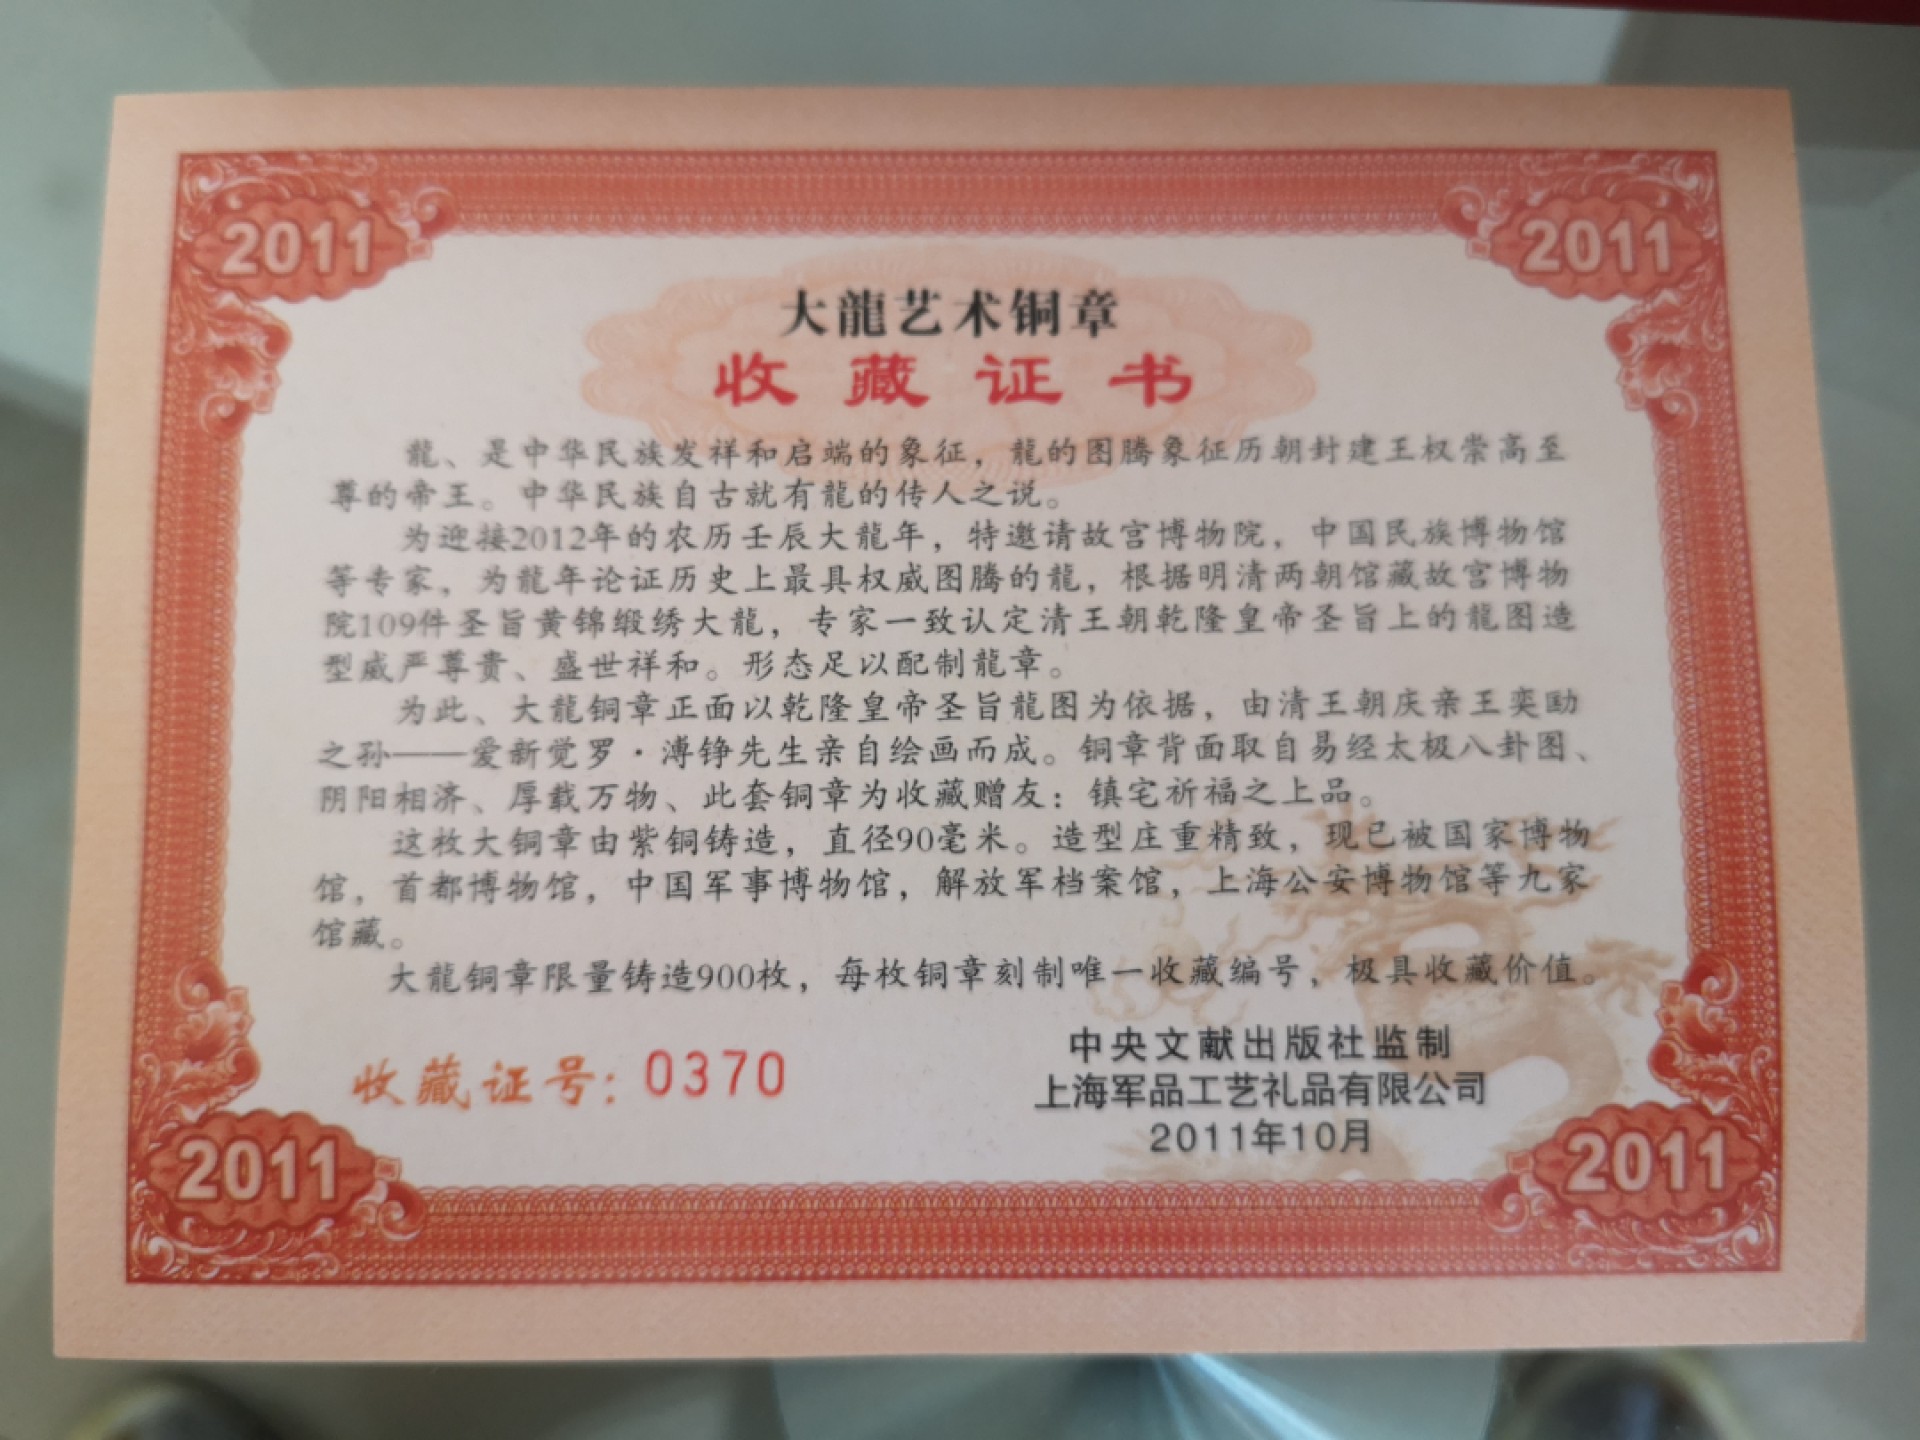 2011 2011
大龍艺术铜章
收藏证书
龍、是中华民族发祥和启端的象征，龍的图腾象征历朝封建王权崇高至
尊的帝王。中华民族自古就有龍的传人之说。
为迎接2012年的农历壬辰大龍年，特邀请故宫博物院，中国民族博物馆
等专家，为龍年论证历史上最具权威图腾的龍，根据明清两朝馆藏故宫博物
院109件圣旨黄锦缎绣大龍，专家一致认定清王朝乾隆皇帝圣旨上的龍图造
型威严尊贵、盛世祥和。形态足以配制龍章。
为此、大龍铜章正面以乾隆皇帝圣旨龍图为依据，由清王朝庆亲王奕劻
之孙——爱新觉罗·溥铮先生亲自绘画而成。铜章背面取自易经太极八卦图、
阴阳相济、厚载万物、此套铜章为收藏赠友：镇宅祈福之上品。
这枚大铜章由紫铜铸造，直径90毫米。造型庄重精致，现已被国家博物
馆，首都博物馆，中国军事博物馆，解放军档案馆，上海公安博物馆等九家
馆藏。
大龍铜章限量铸造900枚，每枚铜章刻制唯一收藏编号，极具收藏价值。
中央文献出版社监制
收藏证号：0370
上海军品工艺礼品有限公司
2011年10月
2011 2011